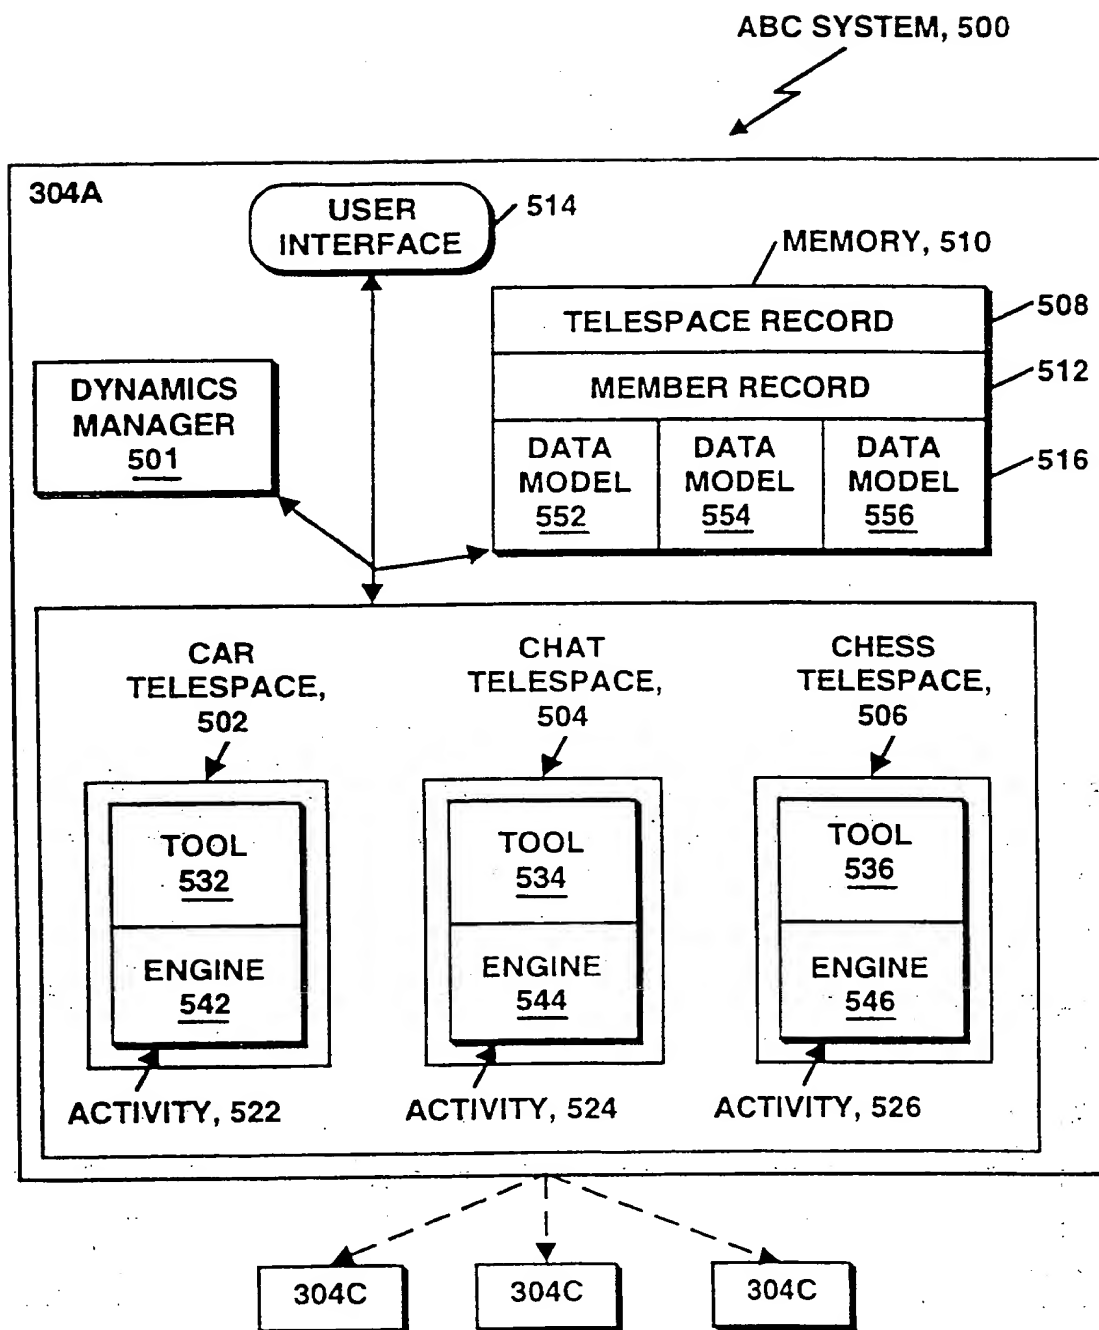 ABC SYSTEM, 500
304A
USER
INTERFACE
514
MEMORY, 510
TELESPACE RECORD
508
MEMBER RECORD
512
DYNAMICS
MANAGER
501
DATA
MODEL
552
DATA
MODEL
554
DATA
MODEL
556
516
CAR
TELESPACE,
502
CHAT
TELESPACE,
504
CHESS
TELESPACE,
506
TOOL
532
TOOL
534
TOOL
536
ENGINE
542
ENGINE
544
ENGINE
546
ACTIVITY, 522
ACTIVITY, 524
ACTIVITY, 526
304C
304C
304C